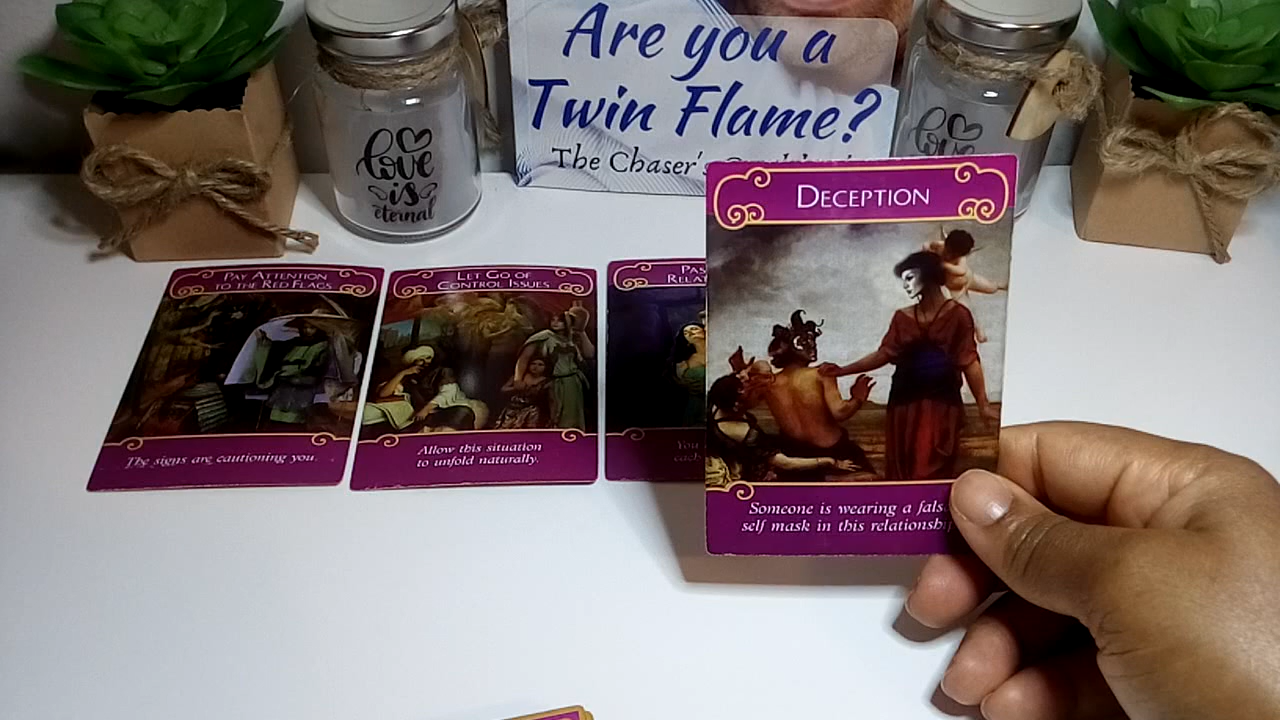 Are you a
Twin Flame?
The Chaser's
love
is
eternal
love
DECEPTION
Someone is wearing a
self mask in this
PAY ATTENTION
TO THE RED FLAGS
The signs are cautioning you.
LET GO OF
CONTROL ISSUES
Allow this situation
to unfold naturally.
You